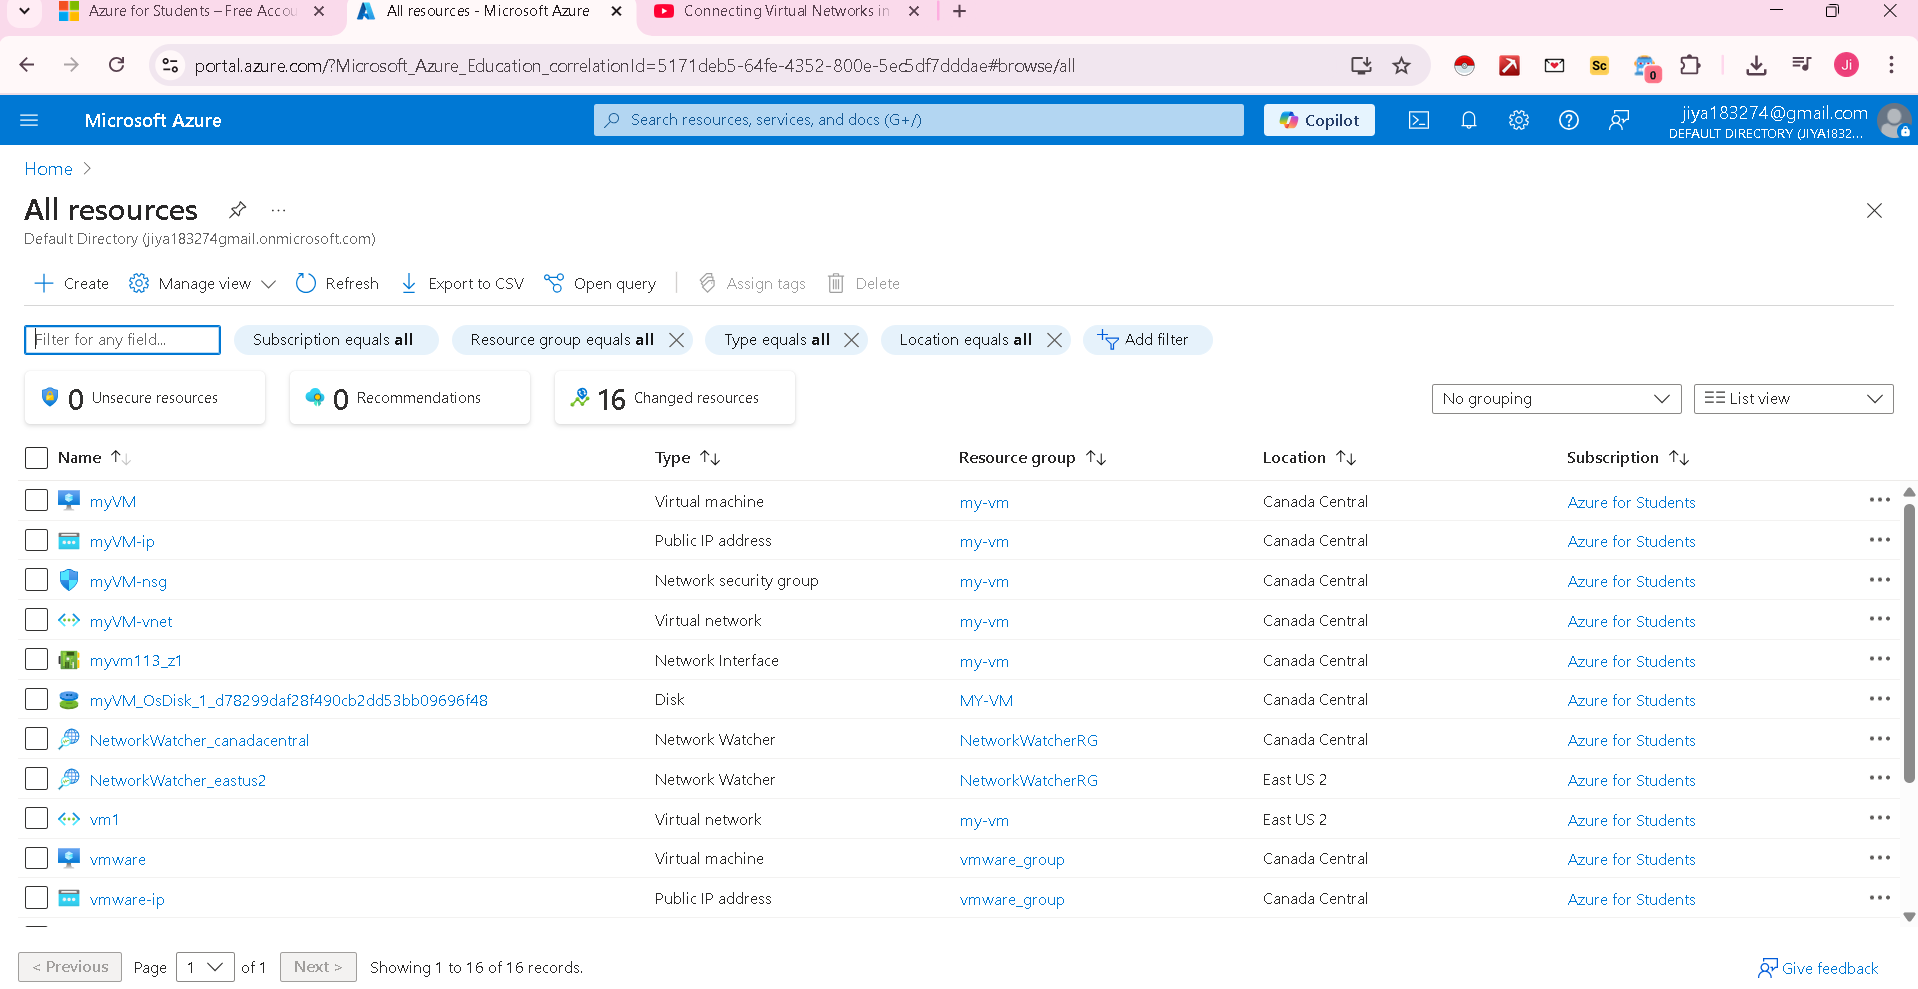 Azure for Students – Free Accou
All resources - Microsoft Azure
Connecting Virtual Networks in
portal.azure.com/?Microsoft_Azure_Education_correlationId=5171deb5-64fe-4352-800e-5ec5df7dddae#browse/all
Sc
0
Ji
Microsoft Azure
Search resources, services, and docs (G+/)
Copilot
jiya183274@gmail.com
DEFAULT DIRECTORY (JIYA1832...
Home
All resources
Default Directory (jiya183274gmail.onmicrosoft.com)
Create Manage view Refresh Export to CSV Open query Assign tags Delete
Filter for any field... Subscription equals all Resource group equals all Type equals all Location equals all Add filter
0 Unsecure resources 0 Recommendations 16 Changed resources No grouping List view
Name Type Resource group Location Subscription
myVM Virtual machine my-vm Canada Central Azure for Students
myVM-ip Public IP address my-vm Canada Central Azure for Students
myVM-nsg Network security group my-vm Canada Central Azure for Students
myVM-vnet Virtual network my-vm Canada Central Azure for Students
myvm113_z1 Network Interface my-vm Canada Central Azure for Students
myVM_OsDisk_1_d78299daf28f490cb2dd53bb09696f48 Disk MY-VM Canada Central Azure for Students
NetworkWatcher_canadacentral Network Watcher NetworkWatcherRG Canada Central Azure for Students
NetworkWatcher_eastus2 Network Watcher NetworkWatcherRG East US 2 Azure for Students
vm1 Virtual network my-vm East US 2 Azure for Students
vmware Virtual machine vmware_group Canada Central Azure for Students
vmware-ip Public IP address vmware_group Canada Central Azure for Students
< Previous Page 1 of 1 Next > Showing 1 to 16 of 16 records. Give feedback